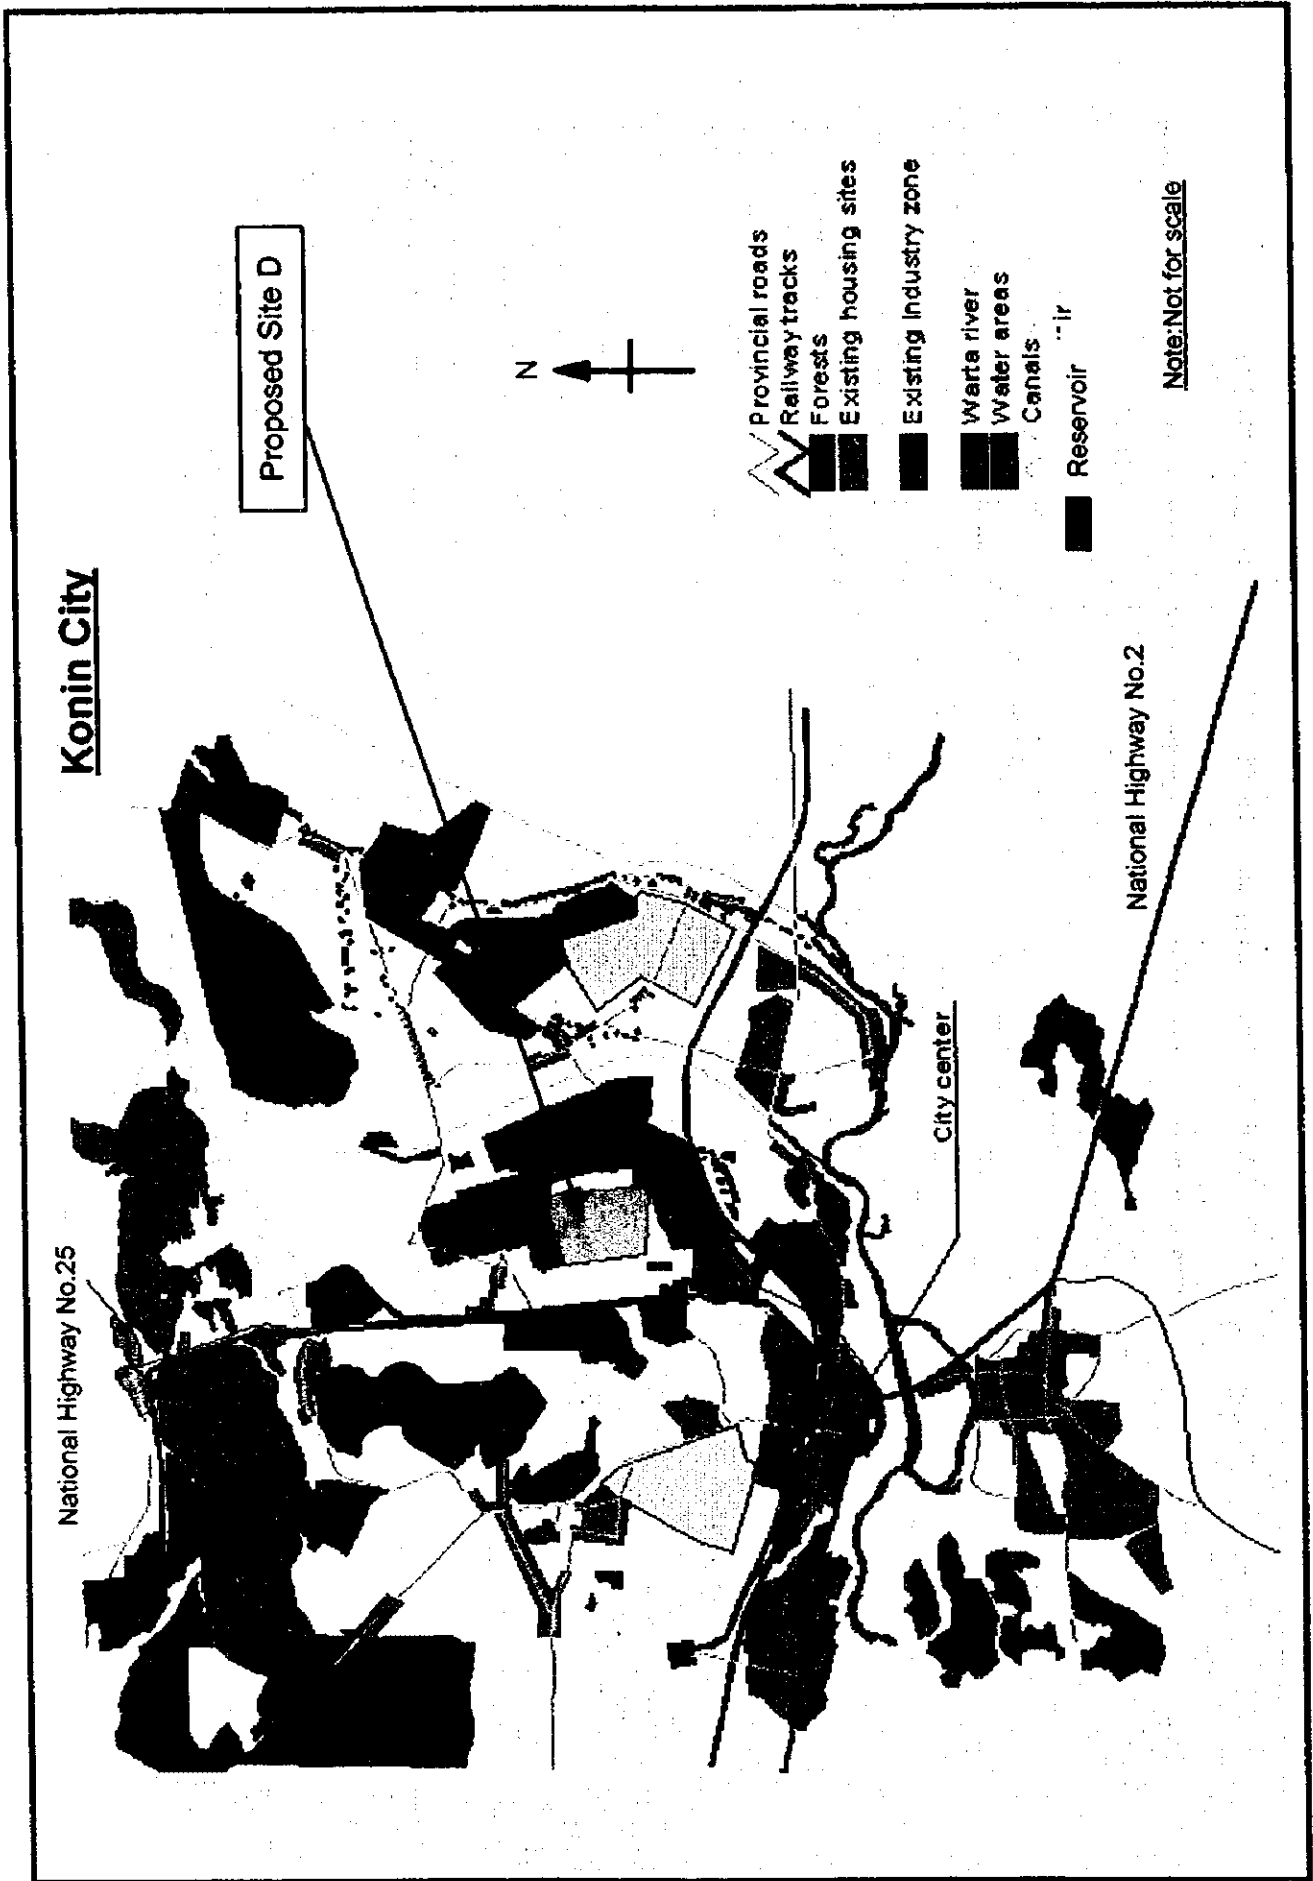 Konin City
National Highway No.25
Proposed Site D
N
Provincial roads
Railway tracks
Forests
Existing housing sites
Existing Industry zone
Warta river
Water areas
Canals
Reservoir
ir
City center
National Highway No.2
Note:Not for scale